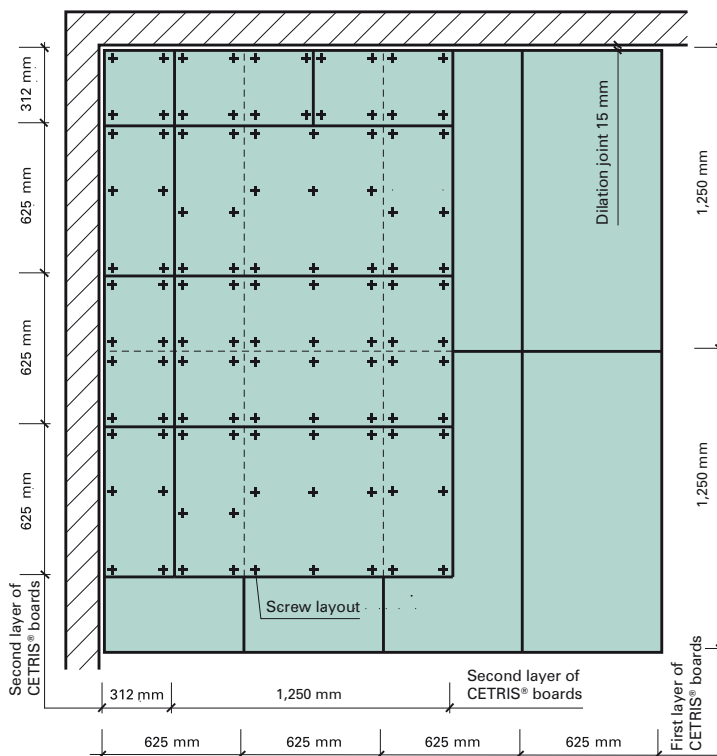 312 mm
625 mm
625 mm
625 mm
Second layer of
CETRIS® boards
Dilation joint 15 mm
1,250 mm
1,250 mm
Screw layout
312 mm
1,250 mm
Second layer of
CETRIS® boards
First layer of
CETRIS® boards
625 mm
625 mm
625 mm
625 mm